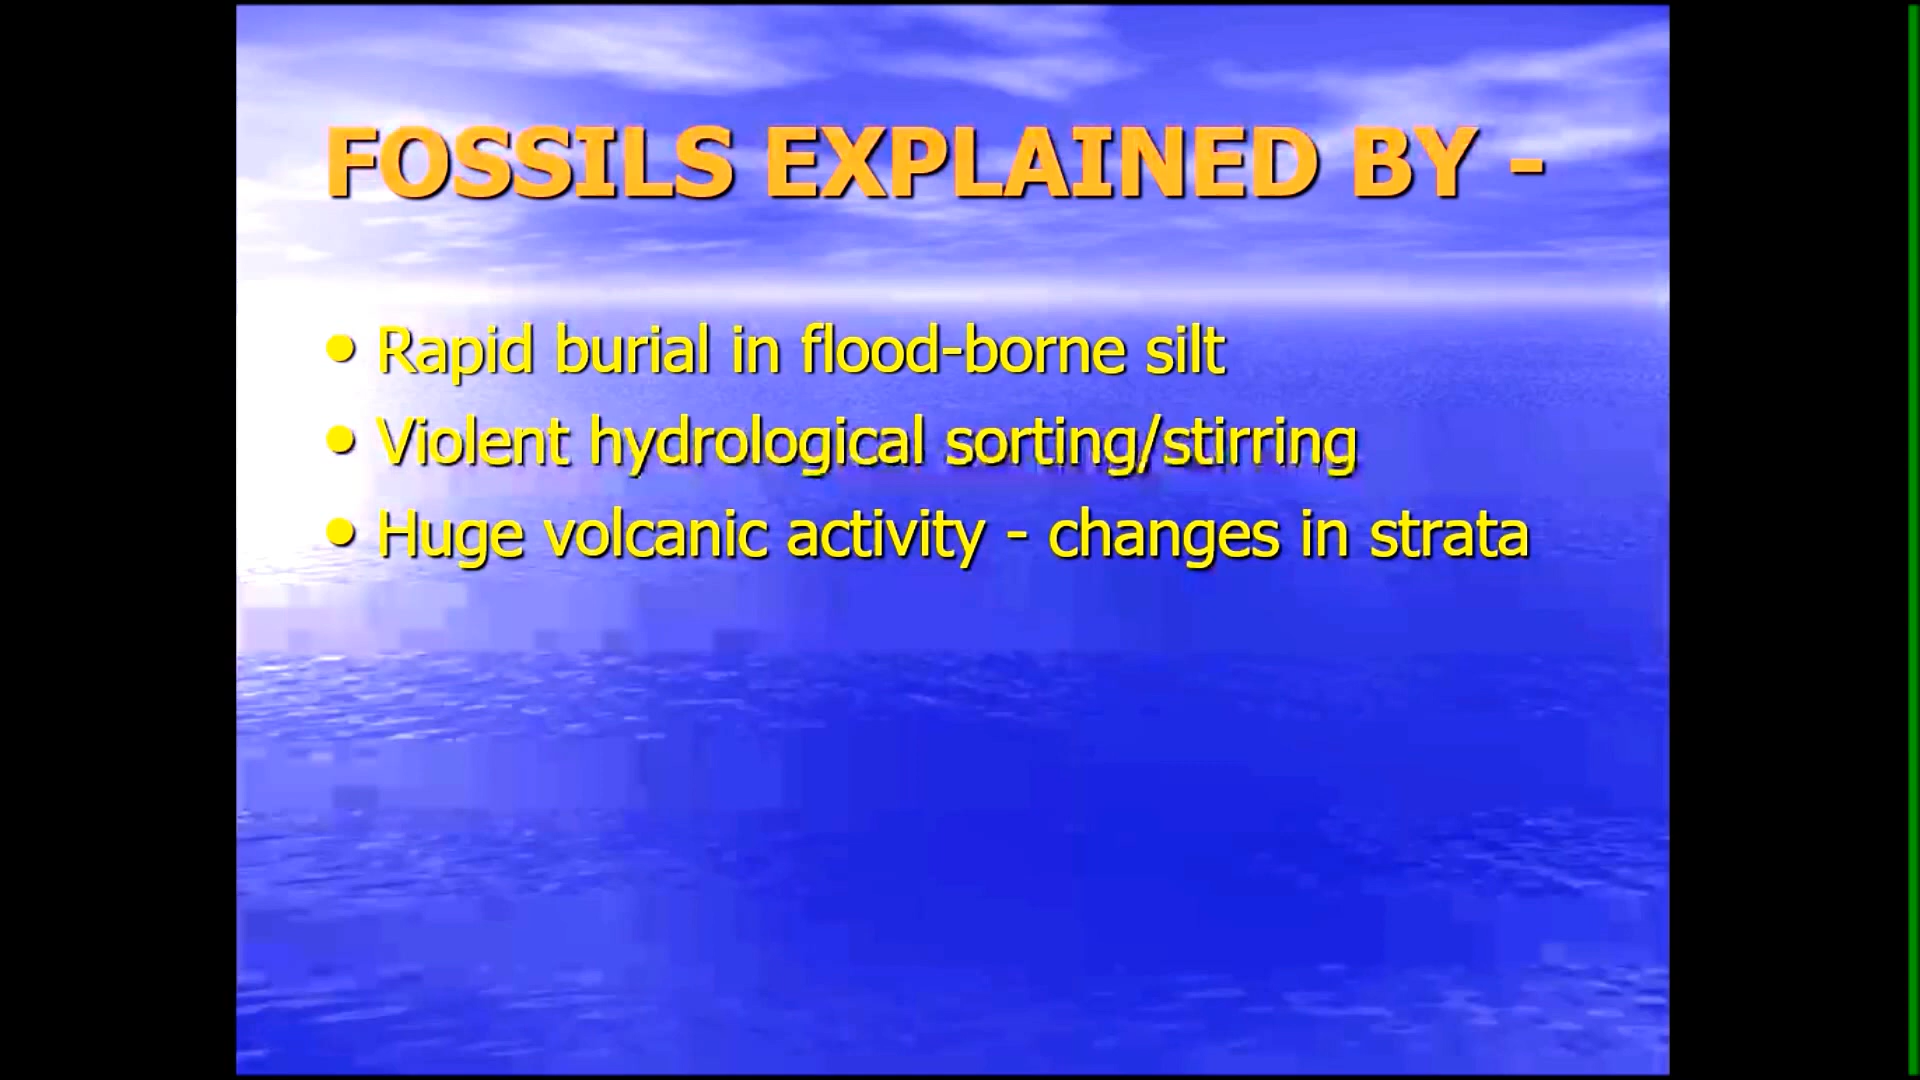 FOSSILS EXPLAINED BY -
• Rapid burial in flood-borne silt
• Violent hydrological sorting/stirring
• Huge volcanic activity - changes in strata